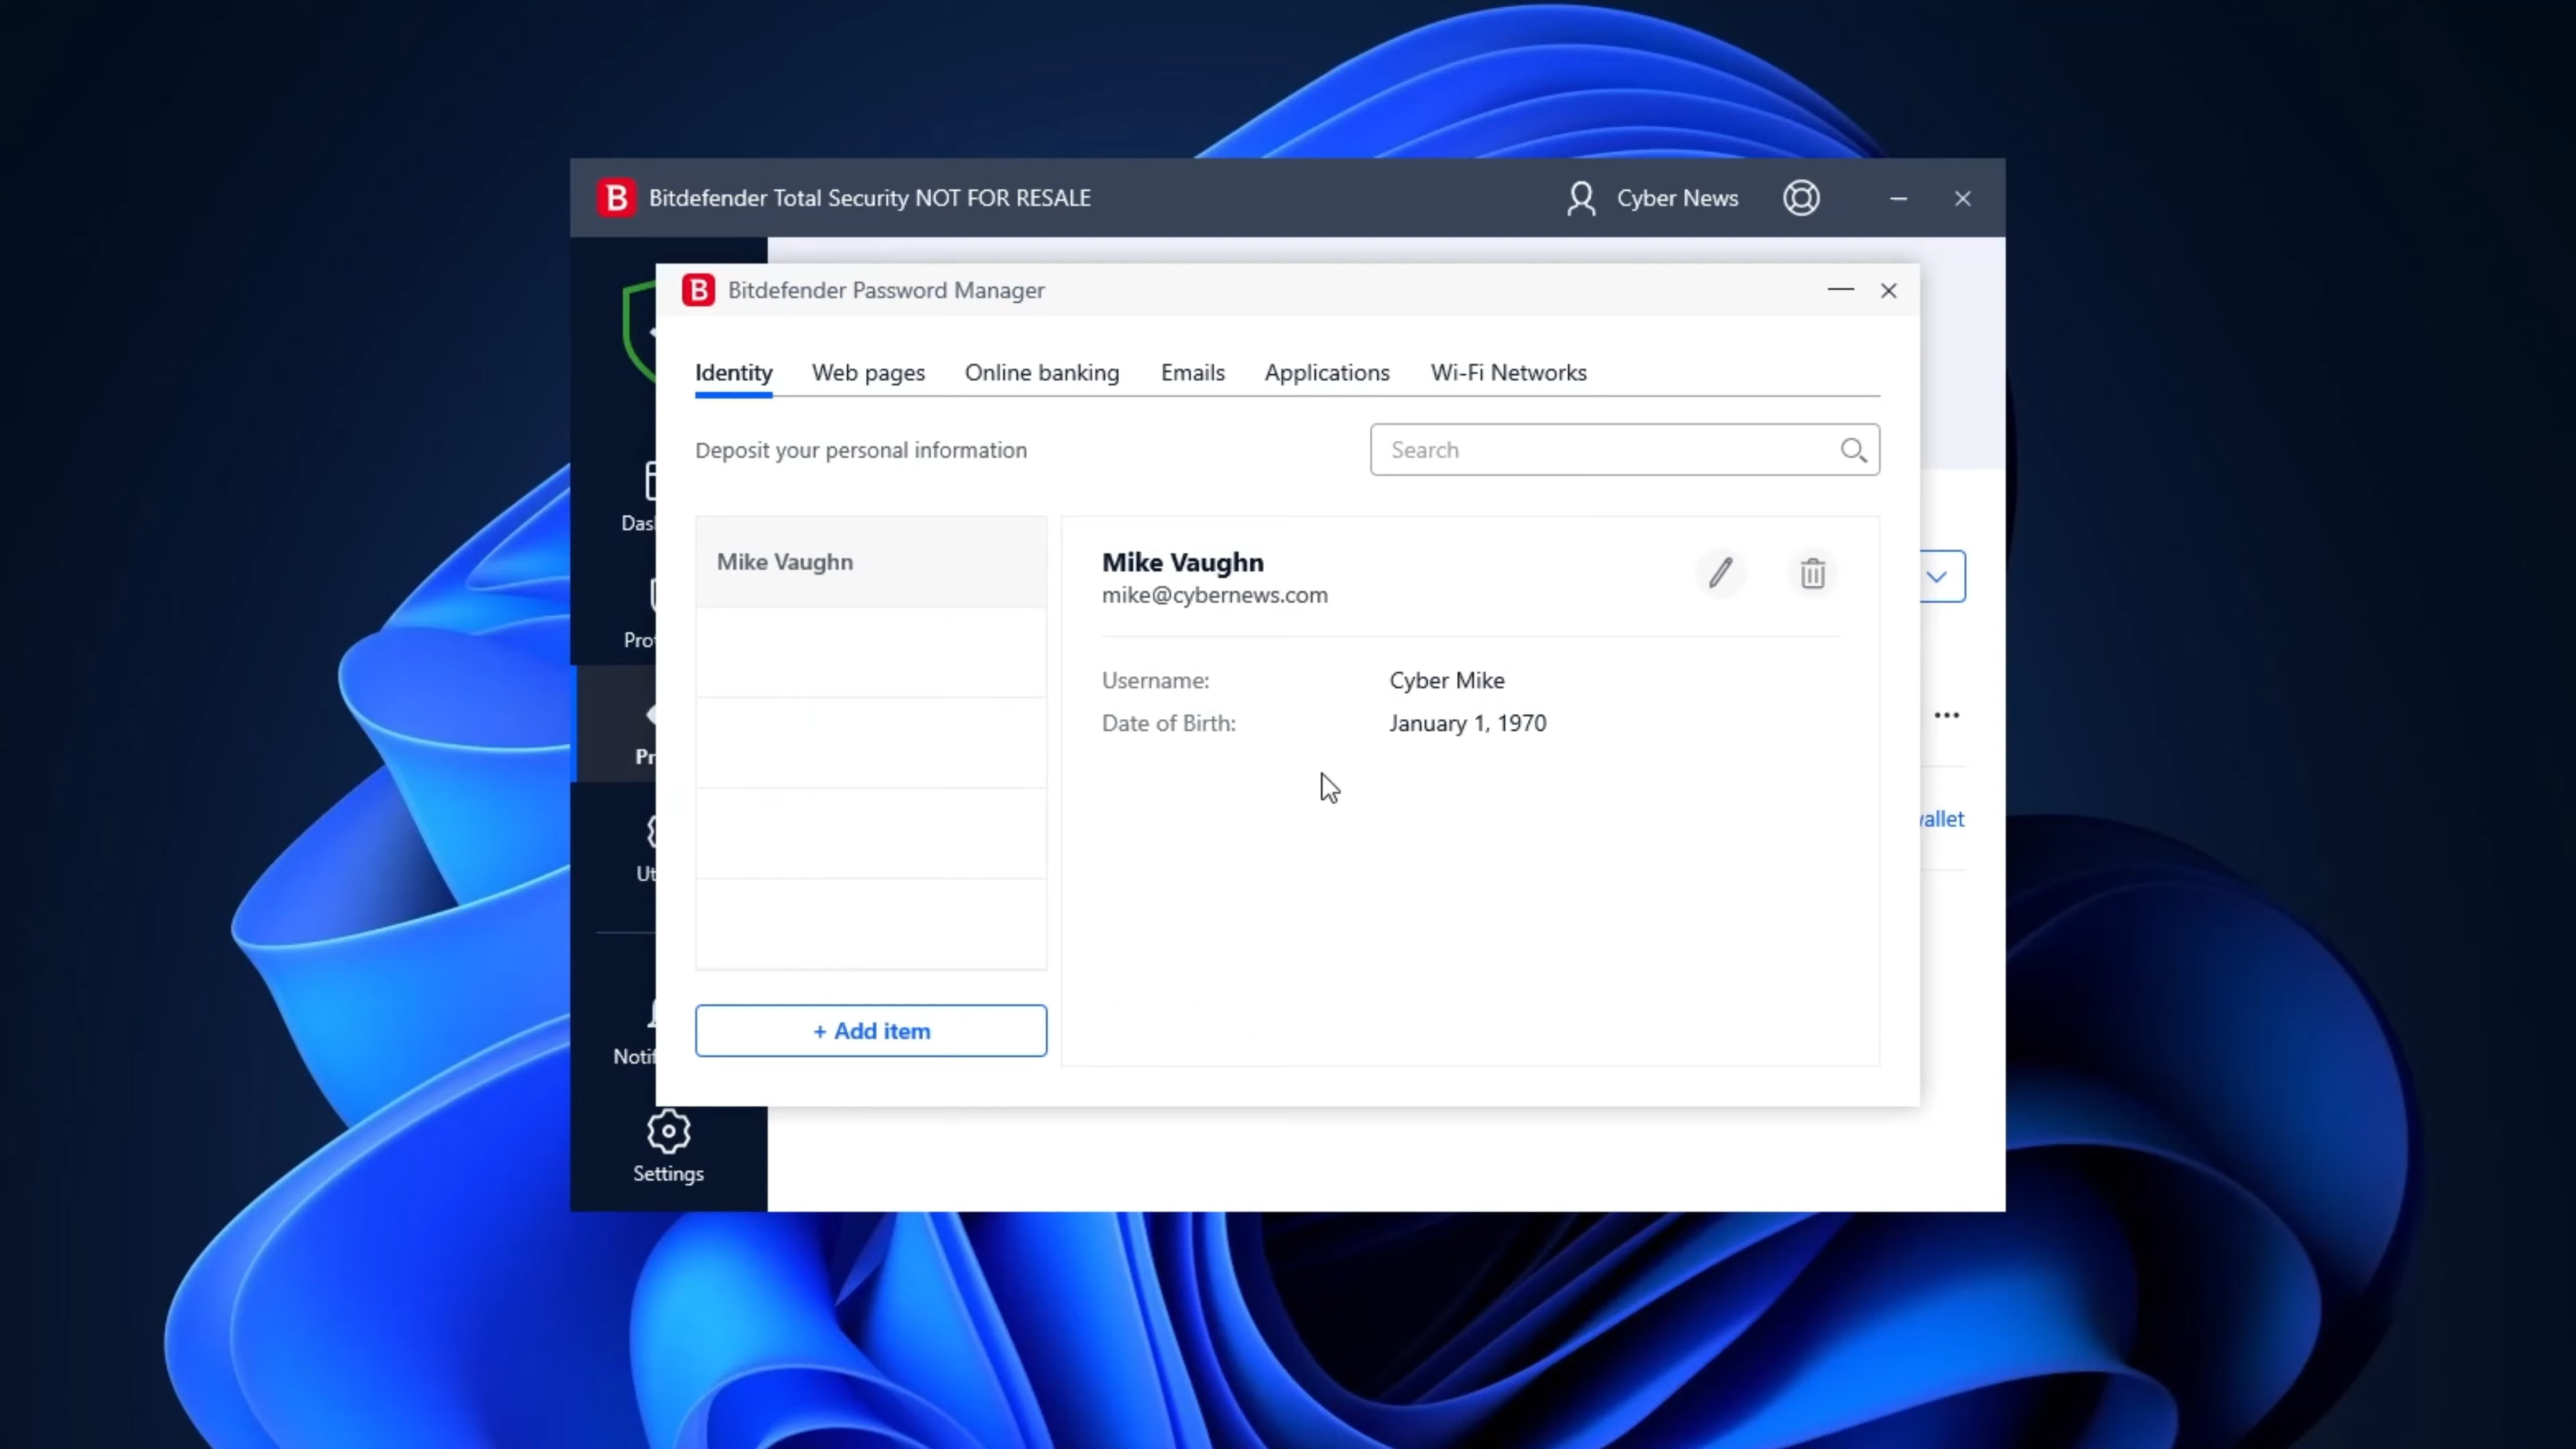 Bitdefender Total Security NOT FOR RESALE
Cyber News
Bitdefender Password Manager
Identity
Web pages
Online banking
Emails
Applications
Wi-Fi Networks
Deposit your personal information
Search
Mike Vaughn
Mike Vaughn
mike@cybernews.com
Username:
Cyber Mike
Date of Birth:
January 1, 1970
+ Add item
Settings